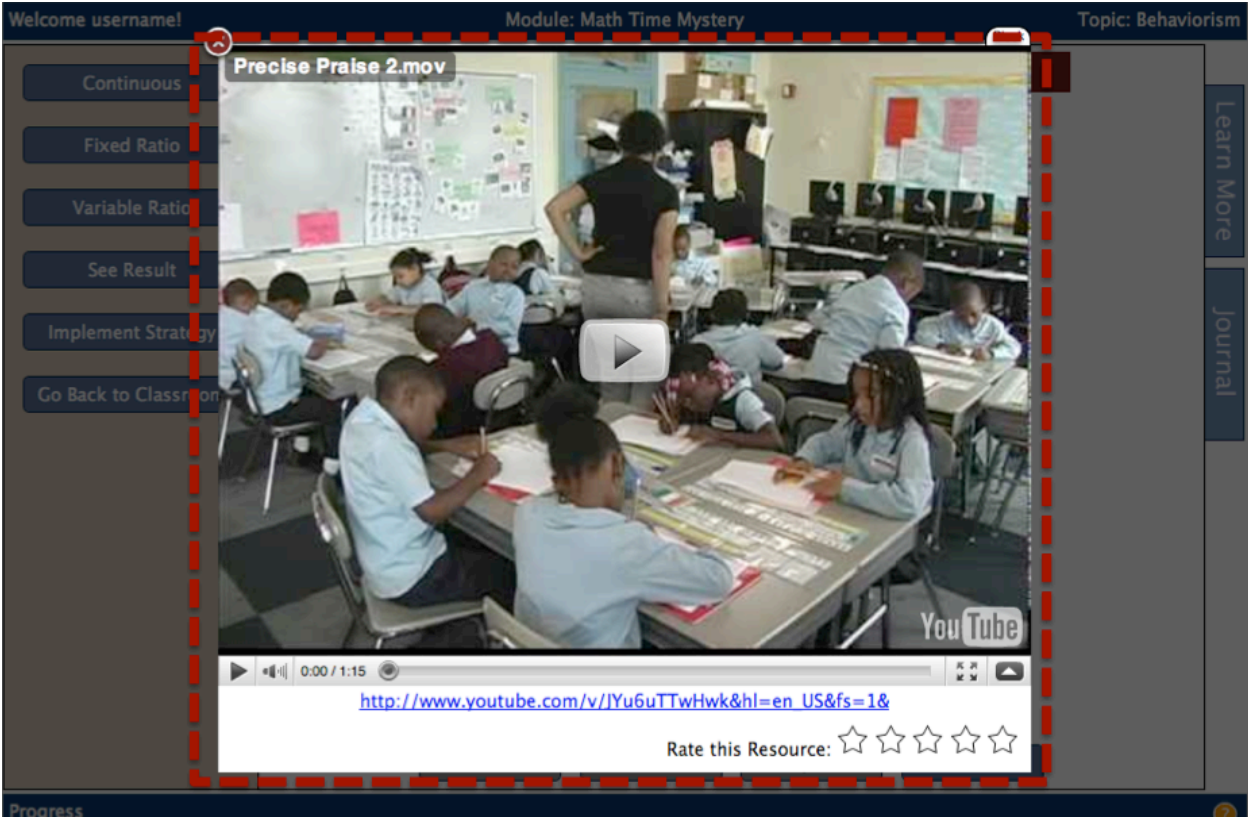 Welcome username!
Module: Math Time Mystery
Topic: Behaviorism
Precise Praise 2.mov
Continuous
Fixed Ratio
Variable Ratio
See Result
Implement Strategy
Go Back to Classroom
Learn More
Journal
YouTube
0:00 / 1:15
http://www.youtube.com/v/JYu6uTTwHwk&hl=en_US&fs=1&
Rate this Resource:
Progress
?